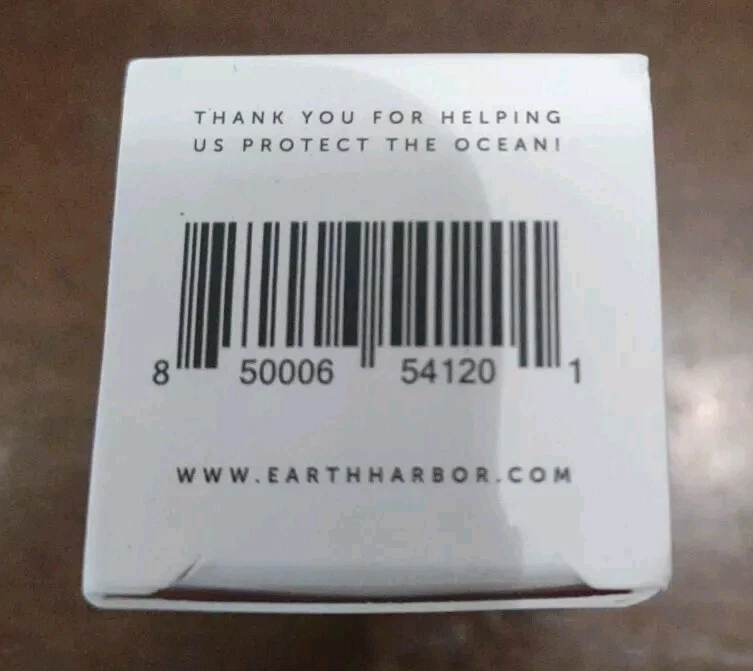 THANK YOU FOR HELPING
US PROTECT THE OCEAN!
8 50006 54120 1
WWW.EARTHHARBOR.COM